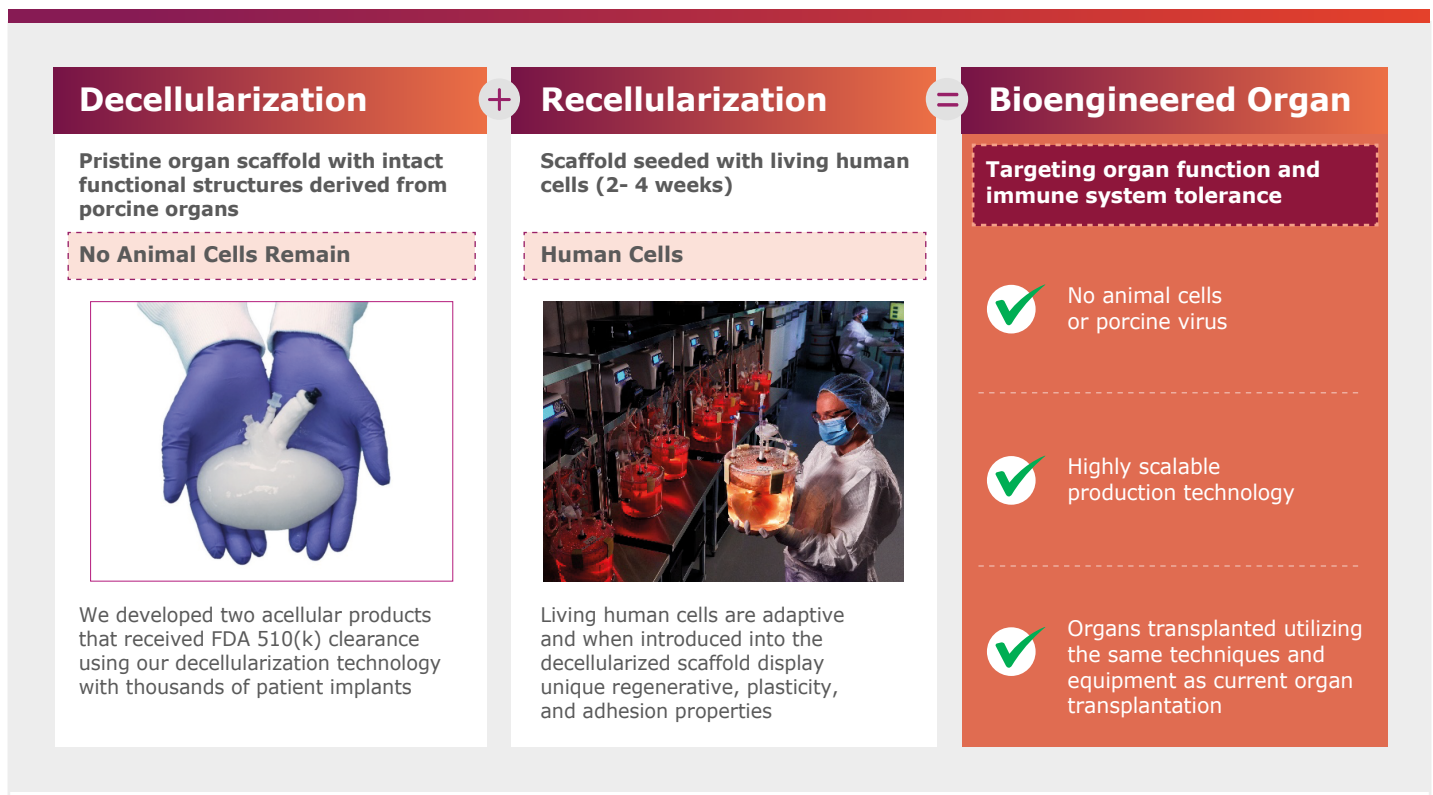 Decellularization
+
Recellularization
=
Bioengineered Organ
Pristine organ scaffold with intact
functional structures derived from
porcine organs
No Animal Cells Remain
We developed two acellular products
that received FDA 510(k) clearance
using our decellularization technology
with thousands of patient implants
Scaffold seeded with living human
cells (2- 4 weeks)
Human Cells
Living human cells are adaptive
and when introduced into the
decellularized scaffold display
unique regenerative, plasticity,
and adhesion properties
Targeting organ function and
immune system tolerance
No animal cells
or porcine virus
Highly scalable
production technology
Organs transplanted utilizing
the same techniques and
equipment as current organ
transplantation